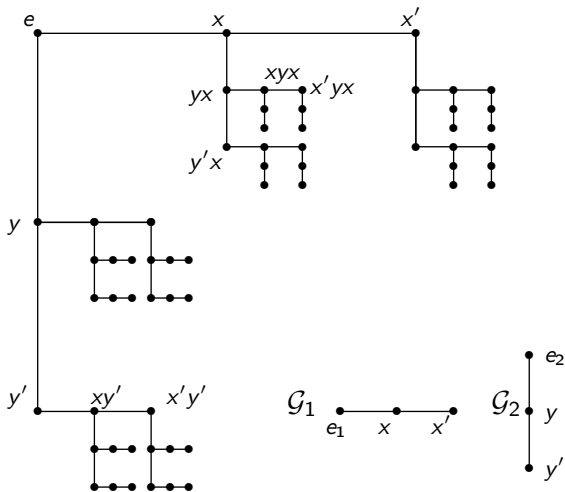 e x x′
xyx
yx x′yx
y′x
y
e₂
y′ xy′ x′y′ 𝒢₁ 𝒢₂ y
e₁ x x′
y′